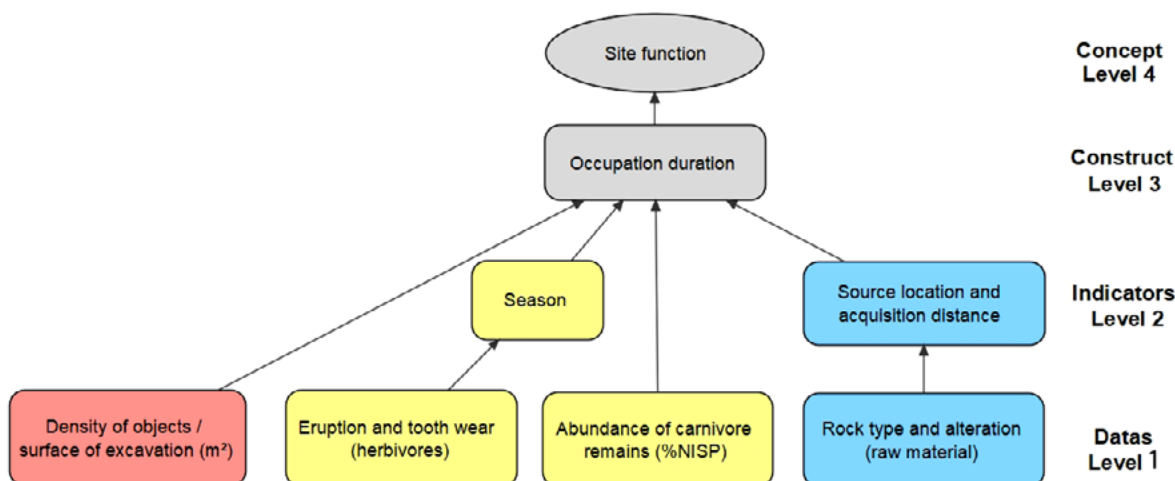 Site function
Concept
Level 4
Occupation duration
Construct
Level 3
Season
Source location and
acquisition distance
Indicators
Level 2
Density of objects /
surface of excavation (m²)
Eruption and tooth wear
(herbivores)
Abundance of carnivore
remains (%NISP)
Rock type and alteration
(raw material)
Datas
Level 1